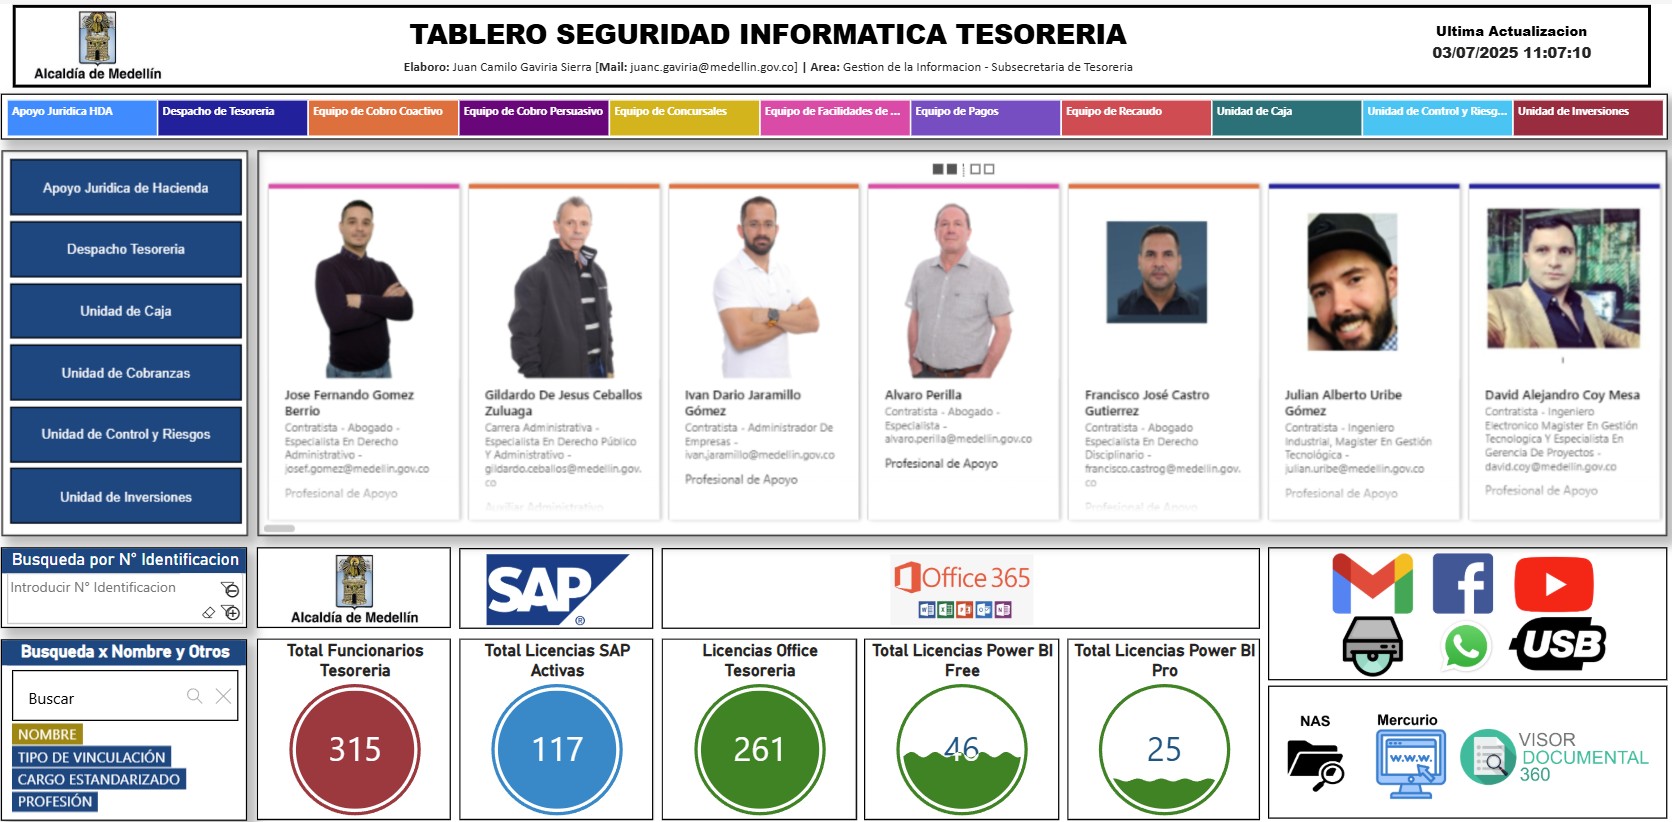 Alcaldía de Medellín
TABLERO SEGURIDAD INFORMATICA TESORERIA
Elaboro: Juan Camilo Gaviria Sierra [Mail: juanc.gaviria@medellin.gov.co] | Area: Gestion de la Informacion - Subsecretaria de Tesoreria
Ultima Actualizacion
03/07/2025 11:07:10
Apoyo Juridica HDA
Despacho de Tesoreria
Equipo de Cobro Coactivo
Equipo de Cobro Persuasivo
Equipo de Concursales
Equipo de Facilidades de ...
Equipo de Pagos
Equipo de Recaudo
Unidad de Caja
Unidad de Control y Riesg...
Unidad de Inversiones
Apoyo Juridica de Hacienda
Despacho Tesoreria
Unidad de Caja
Unidad de Cobranzas
Unidad de Control y Riesgos
Unidad de Inversiones
Jose Fernando Gomez
Berrio
Contratista - Abogado -
Especialista En Derecho
Administrativo -
josef.gomez@medellin.gov.co
Profesional de Apoyo
Gildardo De Jesus Ceballos
Zuluaga
Carrera Administrativa -
Especialista En Derecho Público
Y Administrativo -
gildardo.ceballos@medellin.gov.
co
Auxiliar Administrativo
Ivan Dario Jaramillo
Gómez
Contratista - Administrador De
Empresas -
ivan.jaramillo@medellin.gov.co
Profesional de Apoyo
Alvaro Perilla
Contratista - Abogado -
Especialista -
alvaro.perilla@medellin.gov.co
Profesional de Apoyo
Francisco José Castro
Gutierrez
Contratista - Abogado
Especialista En Derecho
Disciplinario -
francisco.castrog@medellin.gov.
co
Profesional de Apoyo
Julian Alberto Uribe
Gómez
Contratista - Ingeniero
Industrial, Magister En Gestión
Tecnológica -
julian.uribe@medellin.gov.co
Profesional de Apoyo
David Alejandro Coy Mesa
Contratista - Ingeniero
Electronico Magister En Gestión
Tecnologica Y Especialista En
Gerencia De Proyectos -
david.coy@medellin.gov.co
Profesional de Apoyo
Busqueda por N° Identificacion
Introducir N° Identificacion
Busqueda x Nombre y Otros
Buscar
NOMBRE
TIPO DE VINCULACIÓN
CARGO ESTANDARIZADO
PROFESIÓN
Alcaldía de Medellín
SAP®
Office 365
Total Funcionarios
Tesoreria
315
Total Licencias SAP
Activas
117
Licencias Office
Tesoreria
261
Total Licencias Power BI
Free
46
Total Licencias Power BI
Pro
25
USB
NAS
Mercurio
www.
VISOR
DOCUMENTAL
360